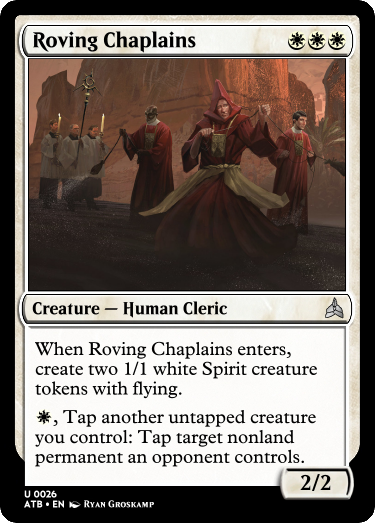 Roving Chaplains
Creature — Human Cleric
When Roving Chaplains enters,
create two 1/1 white Spirit creature
tokens with flying.
, Tap another untapped creature
you control: Tap target nonland
permanent an opponent controls.
2/2
U 0026
ATB • EN Ryan Groskamp